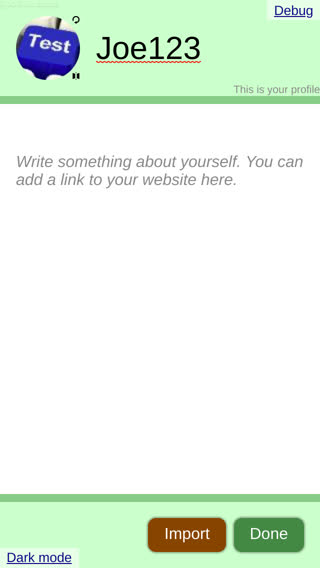 Debug
Test
Joe123
This is your profile
Write something about yourself. You can
add a link to your website here.
Import
Done
Dark mode